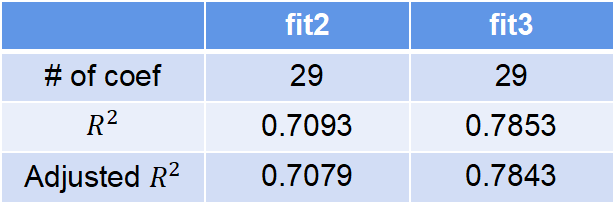 fit2 fit3
# of coef 29 29
R² 0.7093 0.7853
Adjusted R² 0.7079 0.7843